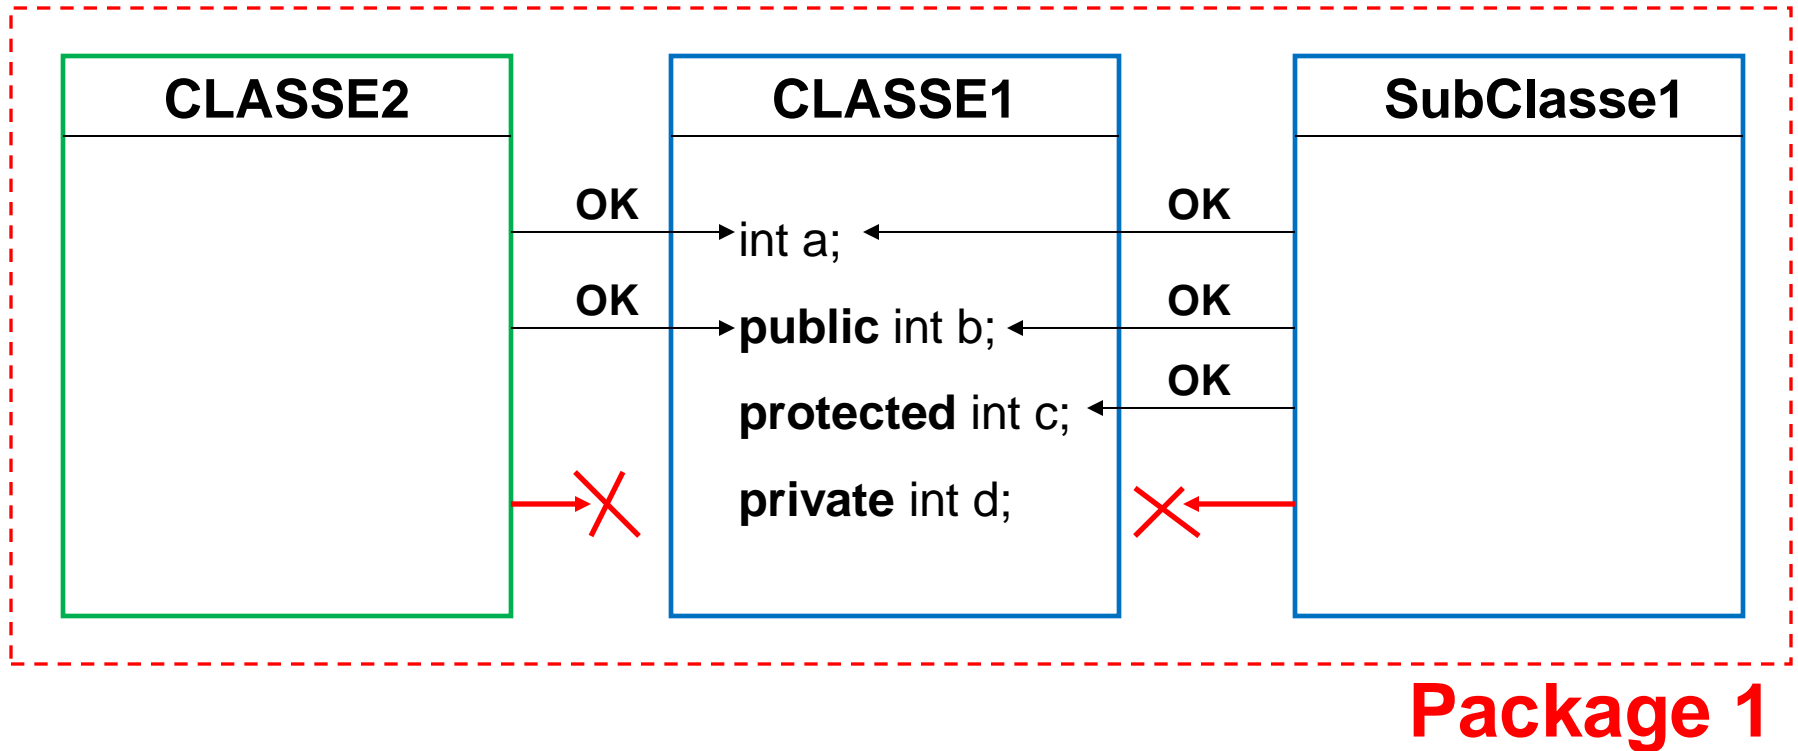 CLASSE2
CLASSE1
SubClasse1
OK
OK
int a;
OK
OK
public int b;
OK
protected int c;
private int d;
Package 1